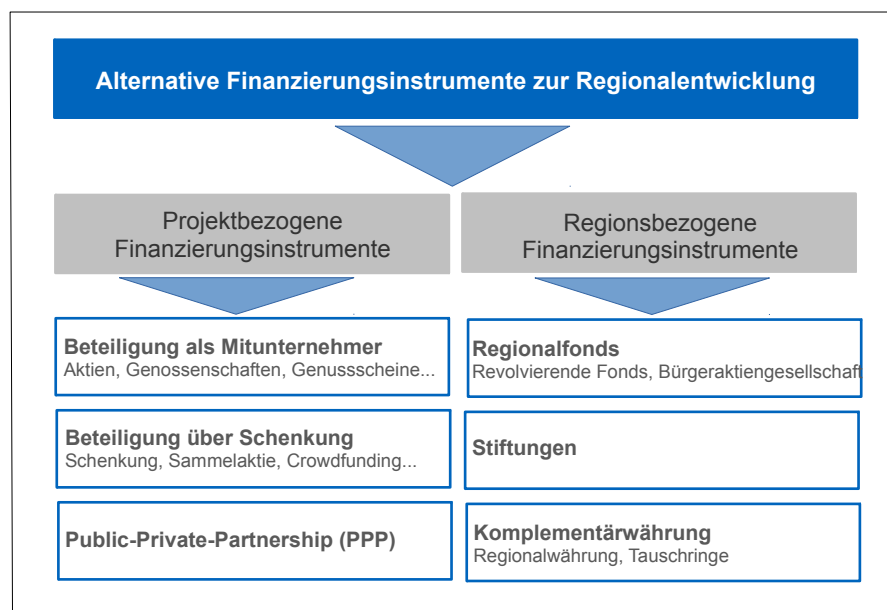 Alternative Finanzierungsinstrumente zur Regionalentwicklung
Projektbezogene
Finanzierungsinstrumente
Regionsbezogene
Finanzierungsinstrumente
Beteiligung als Mitunternehmer
Aktien, Genossenschaften, Genussscheine...
Beteiligung über Schenkung
Schenkung, Sammelaktie, Crowdfunding...
Public-Private-Partnership (PPP)
Regionalfonds
Revolvierende Fonds, Bürgeraktiengesellschaft
Stiftungen
Komplementärwährung
Regionalwährung, Tauschringe